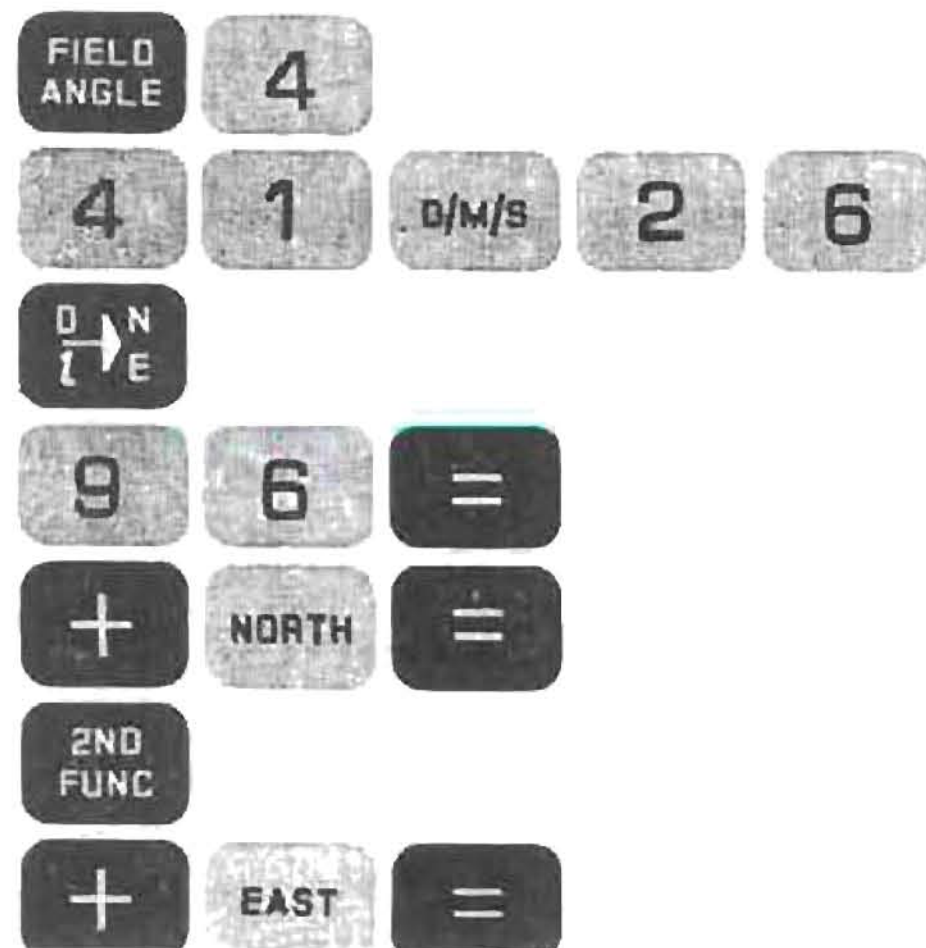 FIELD
ANGLE 4
4 1 D/M/S 2 6
D N
l E
9 6 =
+ NORTH =
2ND
FUNC
+ EAST =